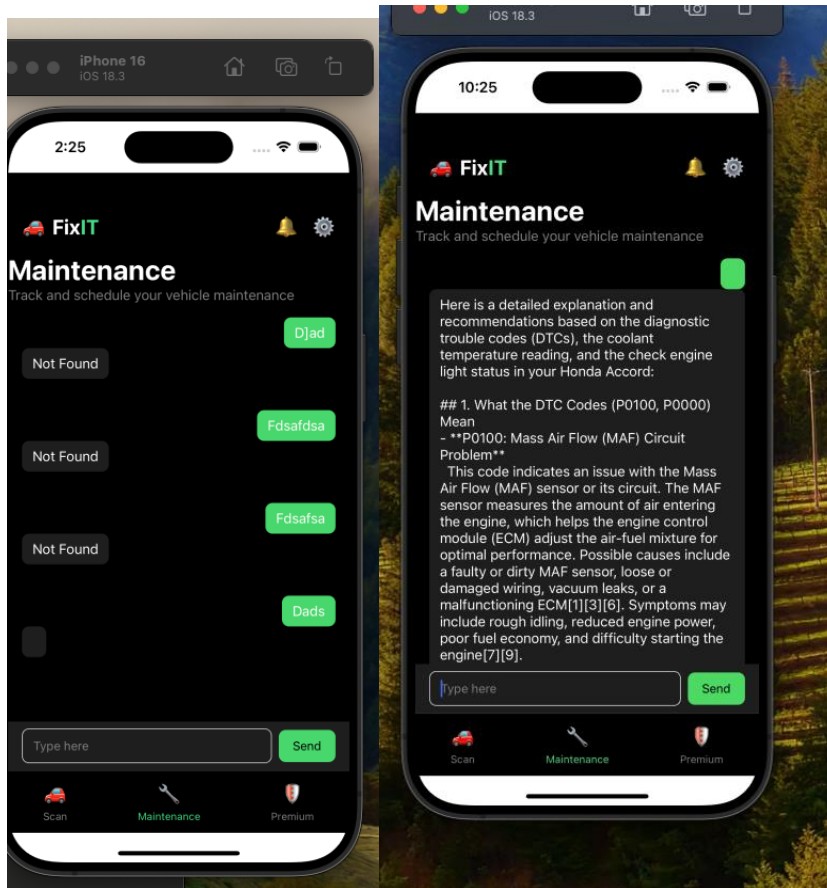 iPhone 16
iOS 18.3
2:25
FixIT
Maintenance
Track and schedule your vehicle maintenance
D]ad
Not Found
Fdsafdsa
Not Found
Fdsafsa
Not Found
Dads
Type here
Send
Scan
Maintenance
Premium
iOS 18.3
10:25
FixIT
Maintenance
Track and schedule your vehicle maintenance
Here is a detailed explanation and
recommendations based on the diagnostic
trouble codes (DTCs), the coolant
temperature reading, and the check engine
light status in your Honda Accord:
## 1. What the DTC Codes (P0100, P0000)
Mean
- **P0100: Mass Air Flow (MAF) Circuit
Problem**
This code indicates an issue with the Mass
Air Flow (MAF) sensor or its circuit. The MAF
sensor measures the amount of air entering
the engine, which helps the engine control
module (ECM) adjust the air-fuel mixture for
optimal performance. Possible causes include
a faulty or dirty MAF sensor, loose or
damaged wiring, vacuum leaks, or a
malfunctioning ECM[1][3][6]. Symptoms may
include rough idling, reduced engine power,
poor fuel economy, and difficulty starting the
engine[7][9].
Type here
Send
Scan
Maintenance
Premium